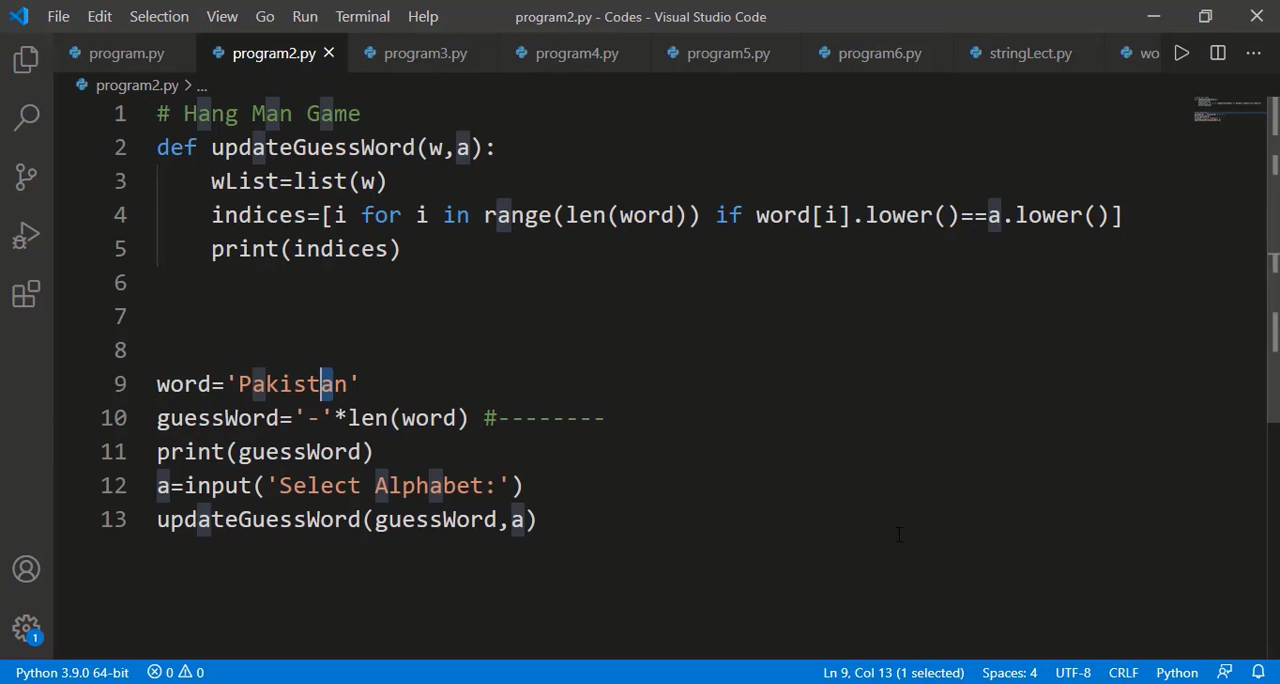 File Edit Selection View Go Run Terminal Help program2.py - Codes - Visual Studio Code
program.py program2.py program3.py program4.py program5.py program6.py stringLect.py wo
program2.py > ...
1 # Hang Man Game
2 def updateGuessWord(w,a):
3     wList=list(w)
4     indices=[i for i in range(len(word)) if word[i].lower()==a.lower()]
5     print(indices)
6
7
8
9 word='Pakistan'
10 guessWord='-'*len(word) #--------
11 print(guessWord)
12 a=input('Select Alphabet:')
13 updateGuessWord(guessWord,a)
1
Python 3.9.0 64-bit 0 0 Ln 9, Col 13 (1 selected) Spaces: 4 UTF-8 CRLF Python